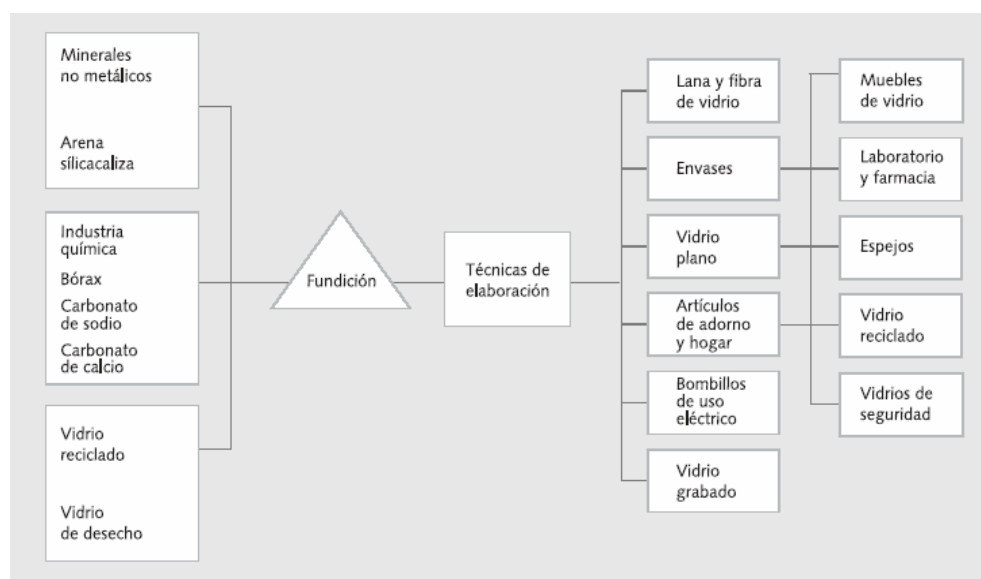 Minerales
no metálicos
Arena
sílicacaliza
Industria
química
Bórax
Carbonato
de sodio
Carbonato
de calcio
Vidrio
reciclado
Vidrio
de desecho
Fundición
Técnicas de
elaboración
Lana y fibra
de vidrio
Envases
Vidrio
plano
Artículos
de adorno
y hogar
Bombillos
de uso
eléctrico
Vidrio
grabado
Muebles
de vidrio
Laboratorio
y farmacia
Espejos
Vidrio
reciclado
Vidrios de
seguridad